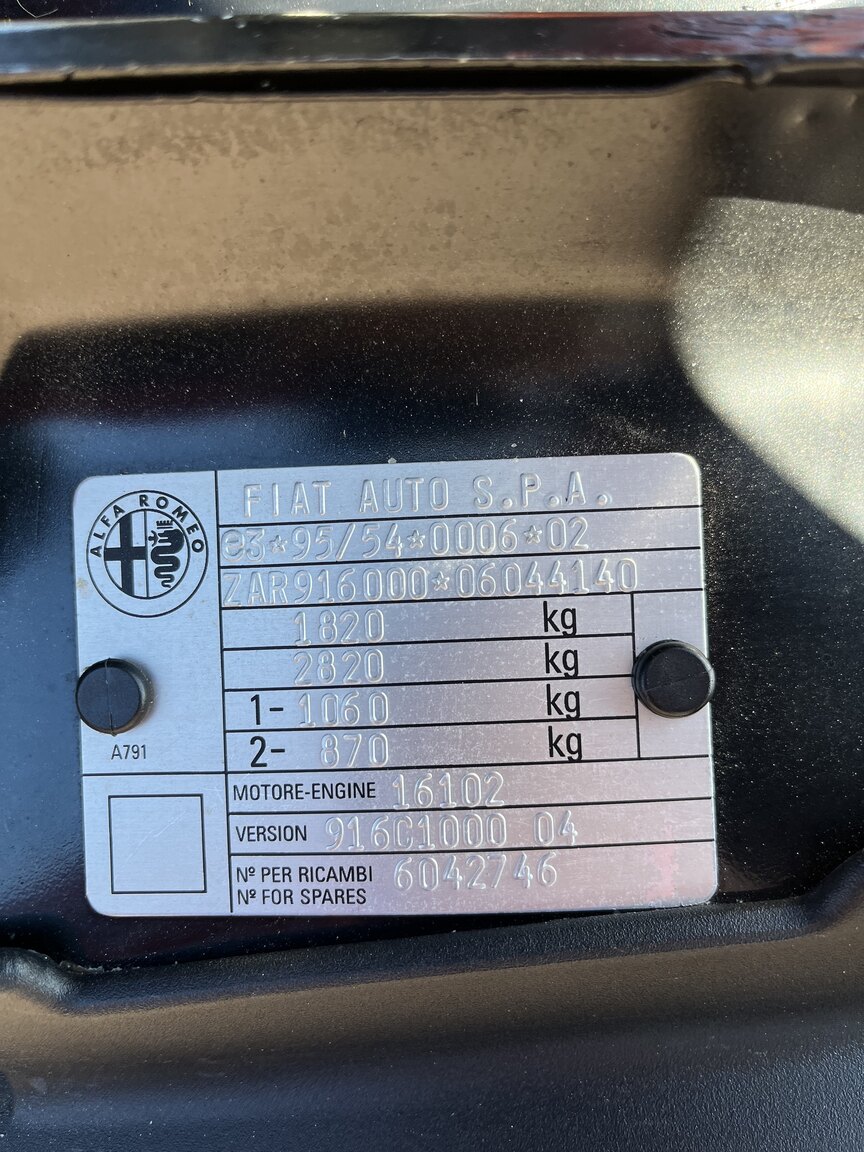 ALFA ROMEO
FIAT AUTO S.P.A.
e3*95/54*0006*02
ZAR916000*06044140
1820 kg
2820 kg
1- 1060 kg
2- 870 kg
A791
MOTORE-ENGINE 16102
VERSION 916C1000 04
Nº PER RICAMBI 6042746
Nº FOR SPARES